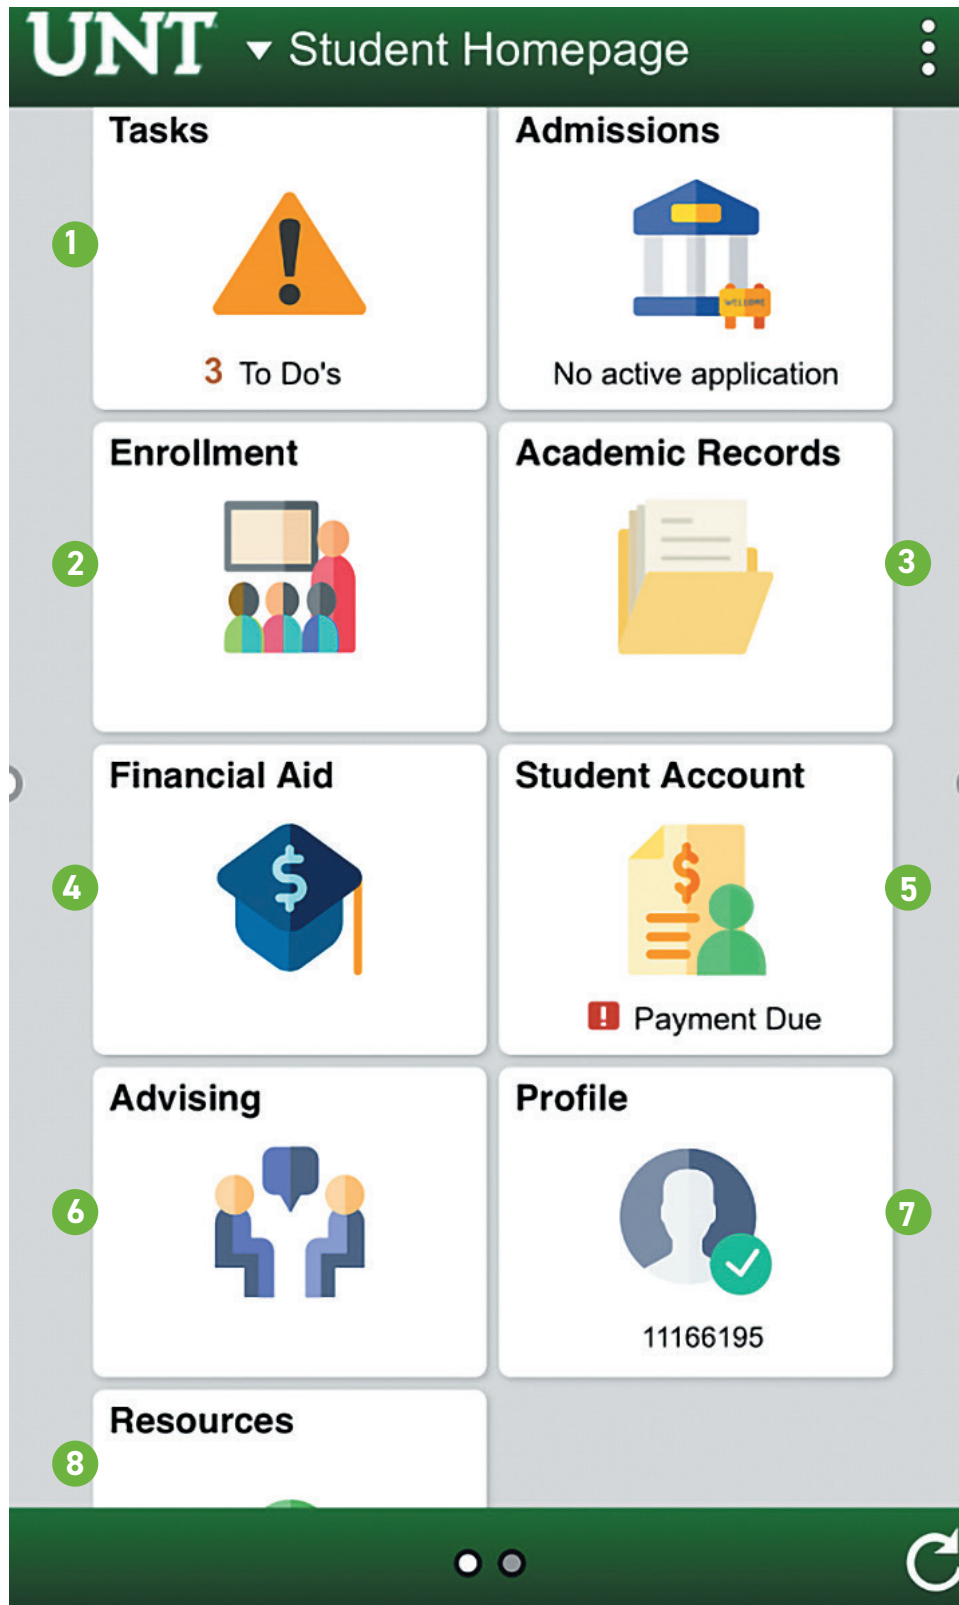 UNT Student Homepage
Tasks
Admissions
1
WELCOME
3 To Do's
No active application
Enrollment
Academic Records
2
3
Financial Aid
Student Account
$
$
4
5
! Payment Due
Advising
Profile
6
7
11166195
Resources
8